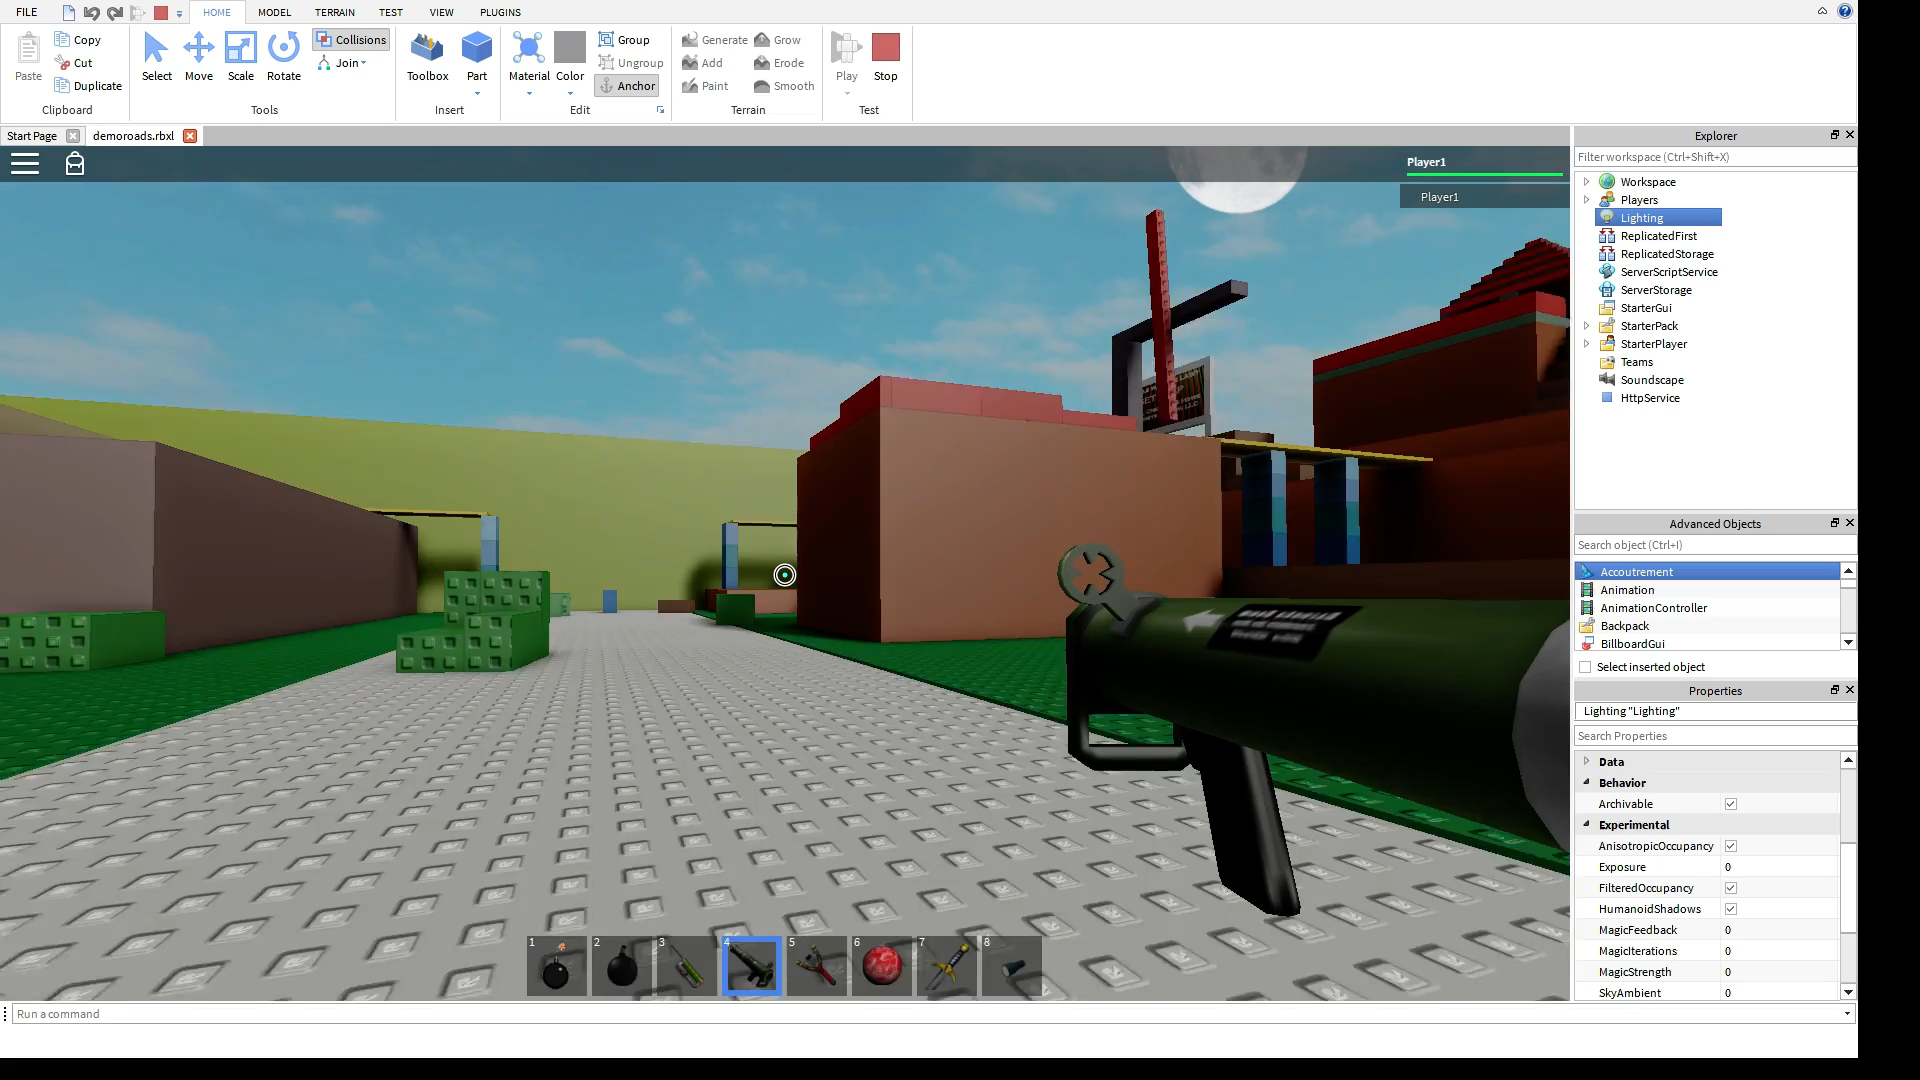 FILE HOME MODEL TERRAIN TEST VIEW PLUGINS
Copy
Cut
Paste
Duplicate
Clipboard
Select Move Scale Rotate
Collisions
Join
Tools
Toolbox Part
Insert
Material Color
Group
Ungroup
Anchor
Edit
Generate Grow
Add Erode
Paint Smooth
Terrain
Play Stop
Test
Start Page demoroads.rbxl
Player1
Player1
1 2 3 4 5 6 7 8
Run a command
Explorer
Filter workspace (Ctrl+Shift+X)
Workspace
Players
Lighting
ReplicatedFirst
ReplicatedStorage
ServerScriptService
ServerStorage
StarterGui
StarterPack
StarterPlayer
Teams
Soundscape
HttpService
Advanced Objects
Search object (Ctrl+I)
Accoutrement
Animation
AnimationController
Backpack
BillboardGui
Select inserted object
Properties
Lighting "Lighting"
Search Properties
Data
Behavior
Archivable
Experimental
AnisotropicOccupancy
Exposure 0
FilteredOccupancy
HumanoidShadows
MagicFeedback 0
MagicIterations 0
MagicStrength 0
SkyAmbient 0